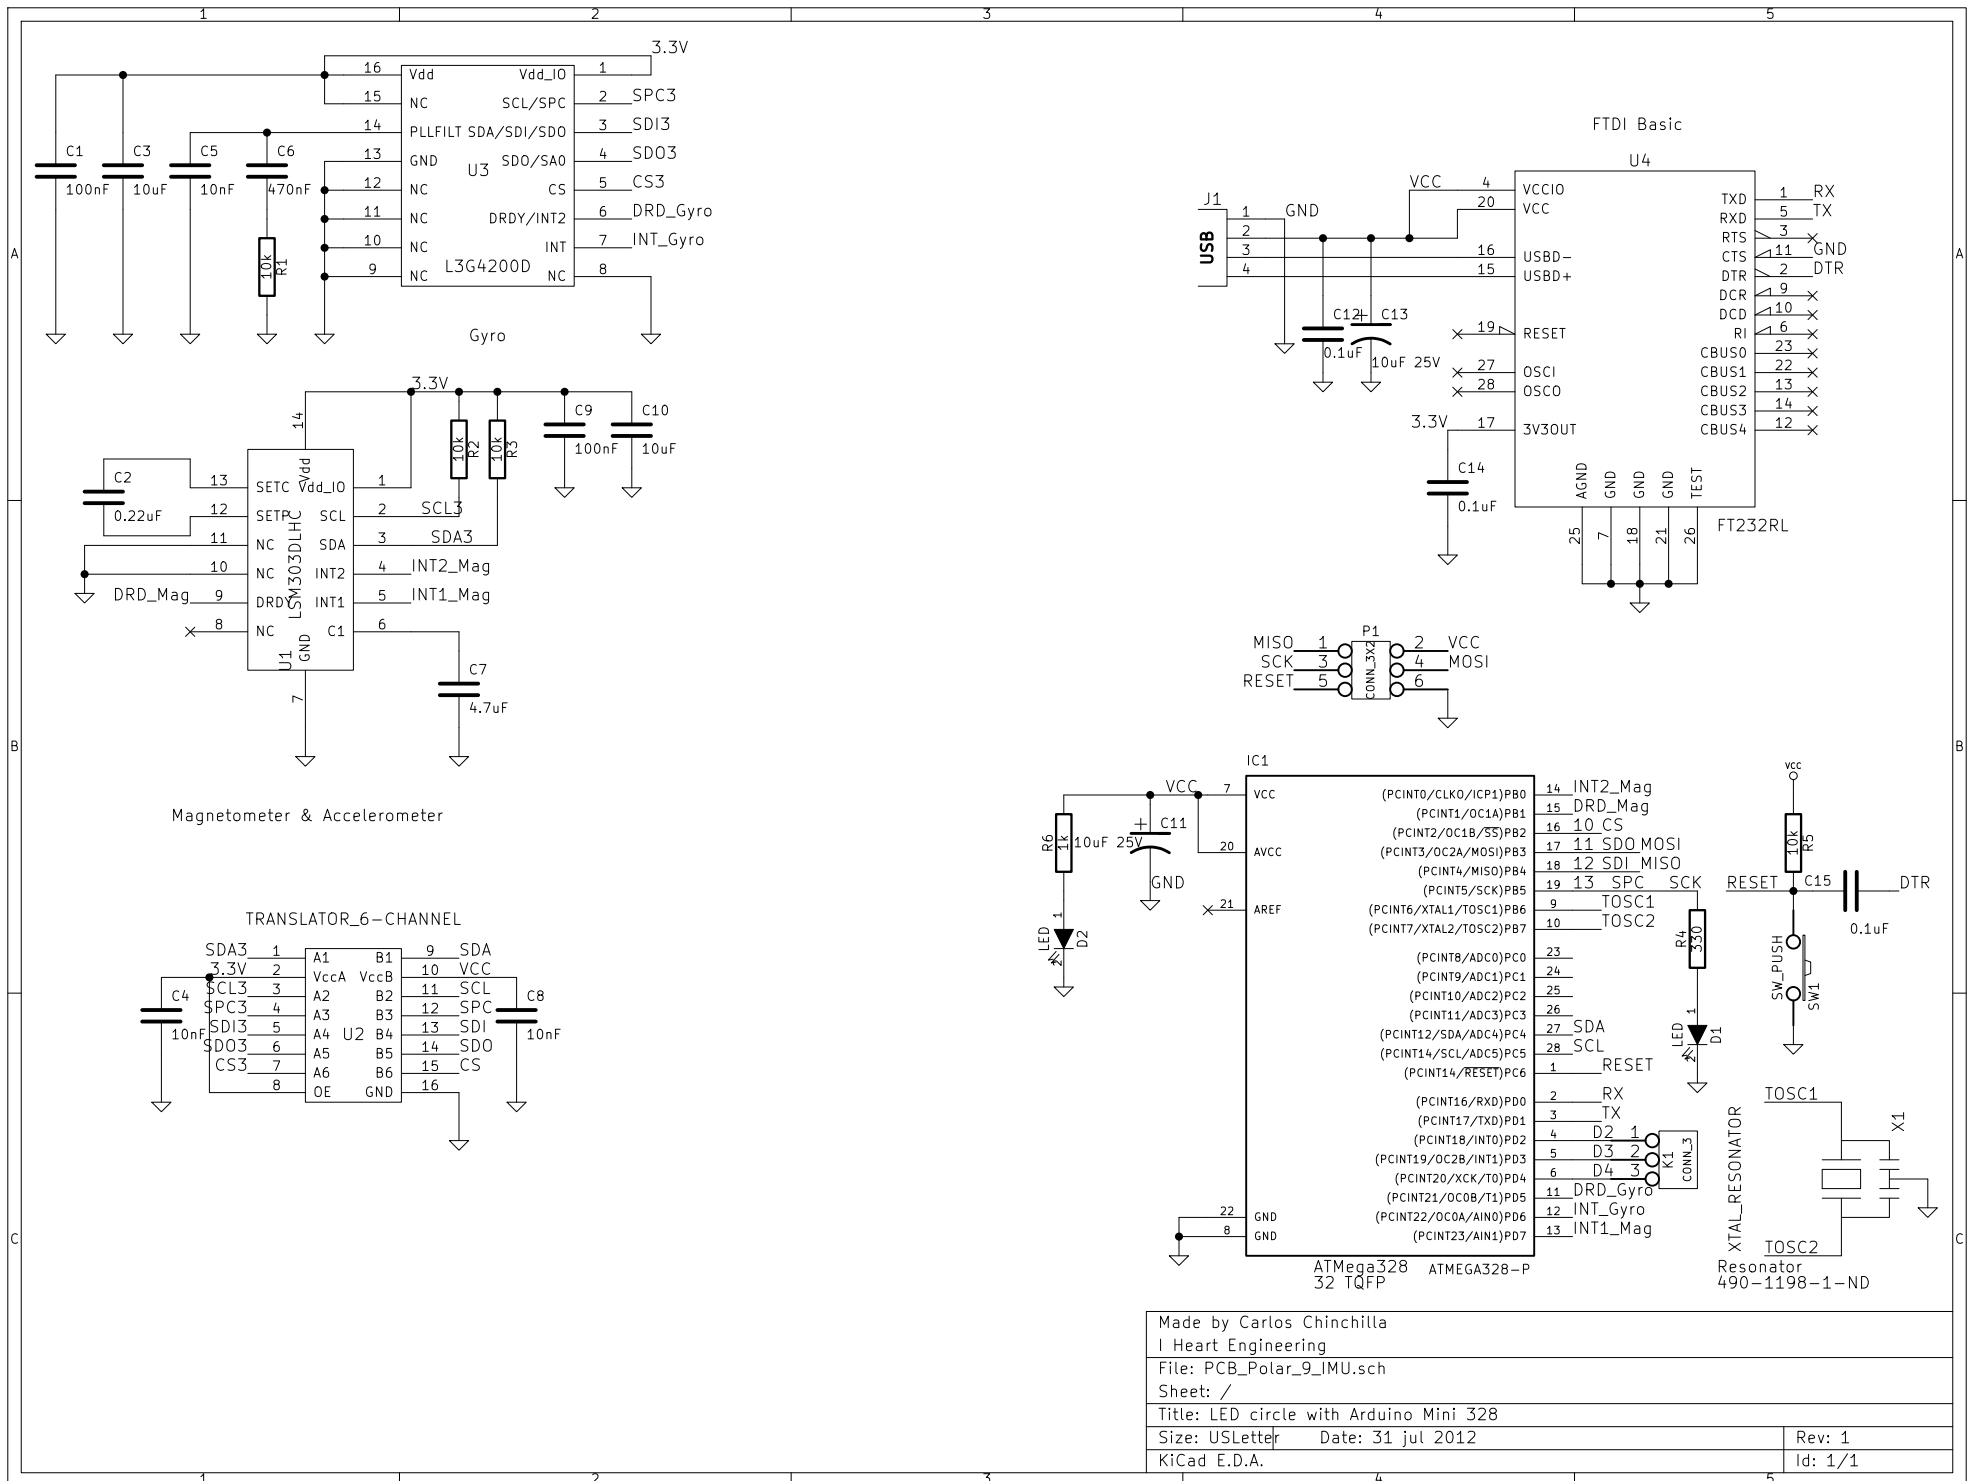 1 2 3 4 5
A
B
C
A
B
C
3.3V
16 Vdd Vdd_IO 1
15 NC SCL/SPC 2 SPC3
14 PLLFILT SDA/SDI/SDO 3 SDI3
13 GND SDO/SA0 4 SDO3
12 NC CS 5 CS3
11 NC DRDY/INT2 6 DRD_Gyro
10 NC INT 7 INT_Gyro
9 NC NC 8
U3
L3G4200D
C1
100nF
C3
10uF
C5
10nF
C6
470nF
10k
R1
Gyro
3.3V
14
Vdd
13 SETC Vdd_IO 1
12 SETP SCL 2 SCL3
11 NC SDA 3 SDA3
10 NC INT2 4 INT2_Mag
DRD_Mag 9 DRDY INT1 5 INT1_Mag
8 NC C1 6
GND
7
U1
LSM303DLHC
C2
0.22uF
10k
R2
10k
R3
C9
100nF
C10
10uF
C7
4.7uF
Magnetometer & Accelerometer
TRANSLATOR_6-CHANNEL
SDA3 1 A1 B1 9 SDA
3.3V 2 VccA VccB 10 VCC
SCL3 3 A2 B2 11 SCL
SPC3 4 A3 B3 12 SPC
SDI3 5 A4 B4 13 SDI
SDO3 6 A5 B5 14 SDO
CS3 7 A6 B6 15 CS
8 OE GND 16
U2
C4
10nF
C8
10nF
FTDI Basic
U4
J1
USB
1 GND
2
3
4
VCC 4 VCCIO
20 VCC
16 USBD-
15 USBD+
19 RESET
27 OSCI
28 OSCO
3.3V 17 3V3OUT
TXD 1 RX
RXD 5 TX
RTS 3
CTS 11 GND
DTR 2 DTR
DCR 9
DCD 10
RI 6
CBUS0 23
CBUS1 22
CBUS2 13
CBUS3 14
CBUS4 12
AGND GND GND GND TEST
25 7 18 21 26
FT232RL
C12
0.1uF
+ C13
10uF 25V
C14
0.1uF
P1
CONN_3X2
MISO 1 2 VCC
SCK 3 4 MOSI
RESET 5 6
IC1
VCC 7 VCC
20 AVCC
21 AREF
22 GND
8 GND
R6
1k
+ C11
10uF 25V
GND
LED
D2
1
2
(PCINT0/CLKO/ICP1)PB0 14 INT2_Mag
(PCINT1/OC1A)PB1 15 DRD_Mag
(PCINT2/OC1B/SS)PB2 16 10 CS
(PCINT3/OC2A/MOSI)PB3 17 11 SDO MOSI
(PCINT4/MISO)PB4 18 12 SDI MISO
(PCINT5/SCK)PB5 19 13 SPC SCK
(PCINT6/XTAL1/TOSC1)PB6 9 TOSC1
(PCINT7/XTAL2/TOSC2)PB7 10 TOSC2
(PCINT8/ADC0)PC0 23
(PCINT9/ADC1)PC1 24
(PCINT10/ADC2)PC2 25
(PCINT11/ADC3)PC3 26
(PCINT12/SDA/ADC4)PC4 27 SDA
(PCINT14/SCL/ADC5)PC5 28 SCL
(PCINT14/RESET)PC6 1 RESET
(PCINT16/RXD)PD0 2 RX
(PCINT17/TXD)PD1 3 TX
(PCINT18/INT0)PD2 4 D2 1
(PCINT19/OC2B/INT1)PD3 5 D3 2
(PCINT20/XCK/T0)PD4 6 D4 3
(PCINT21/OC0B/T1)PD5 11 DRD_Gyro
(PCINT22/OC0A/AIN0)PD6 12 INT_Gyro
(PCINT23/AIN1)PD7 13 INT1_Mag
K1
CONN_3
ATMega328
32 TQFP
ATMEGA328-P
R4
330
LED
D1
1
2
VCC
10k
R5
RESET
C15
0.1uF
DTR
SW_PUSH
SW1
TOSC1
TOSC2
X1
XTAL_RESONATOR
Resonator
490-1198-1-ND
Made by Carlos Chinchilla
I Heart Engineering
File: PCB_Polar_9_IMU.sch
Sheet: /
Title: LED circle with Arduino Mini 328
Size: USLetter Date: 31 jul 2012 Rev: 1
KiCad E.D.A. Id: 1/1
1 2 3 4 5